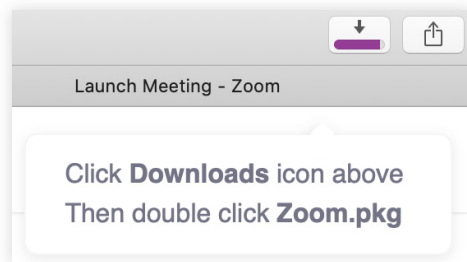 Launch Meeting - Zoom
Click Downloads icon above
Then double click Zoom.pkg